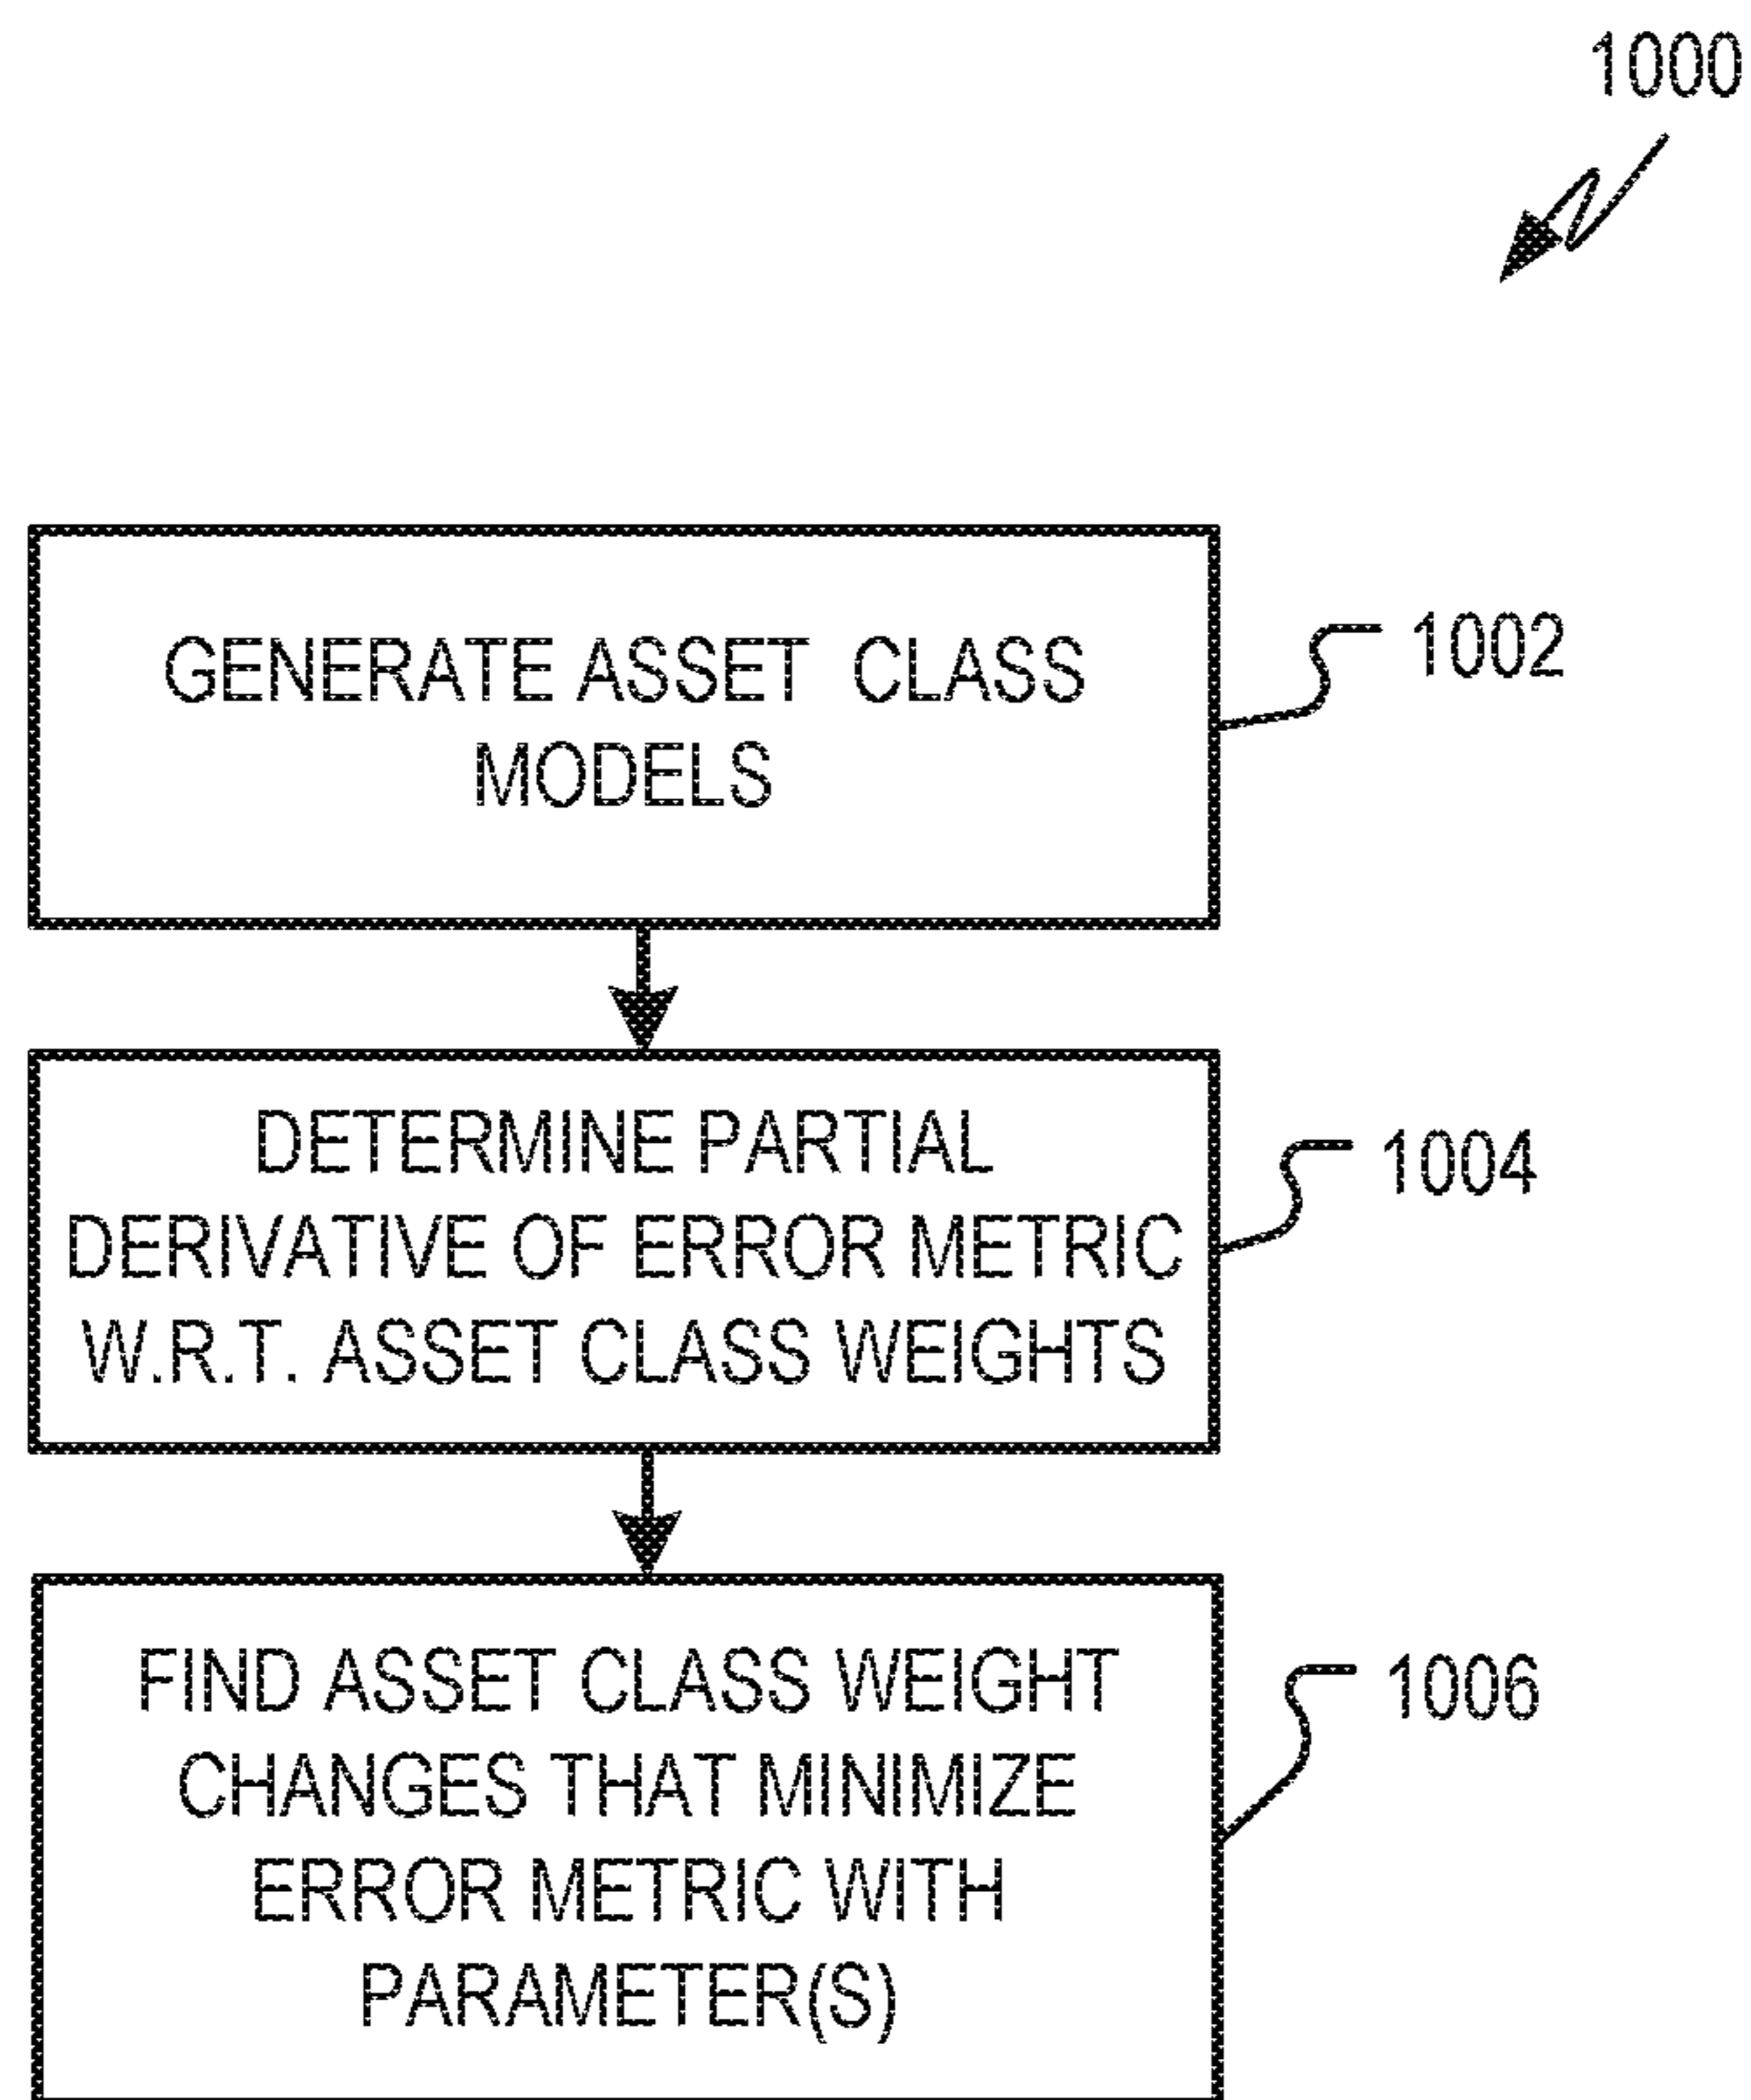 1000
GENERATE ASSET CLASS
MODELS
1002
DETERMINE PARTIAL
DERIVATIVE OF ERROR METRIC
W.R.T. ASSET CLASS WEIGHTS
1004
FIND ASSET CLASS WEIGHT
CHANGES THAT MINIMIZE
ERROR METRIC WITH
PARAMETER(S)
1006